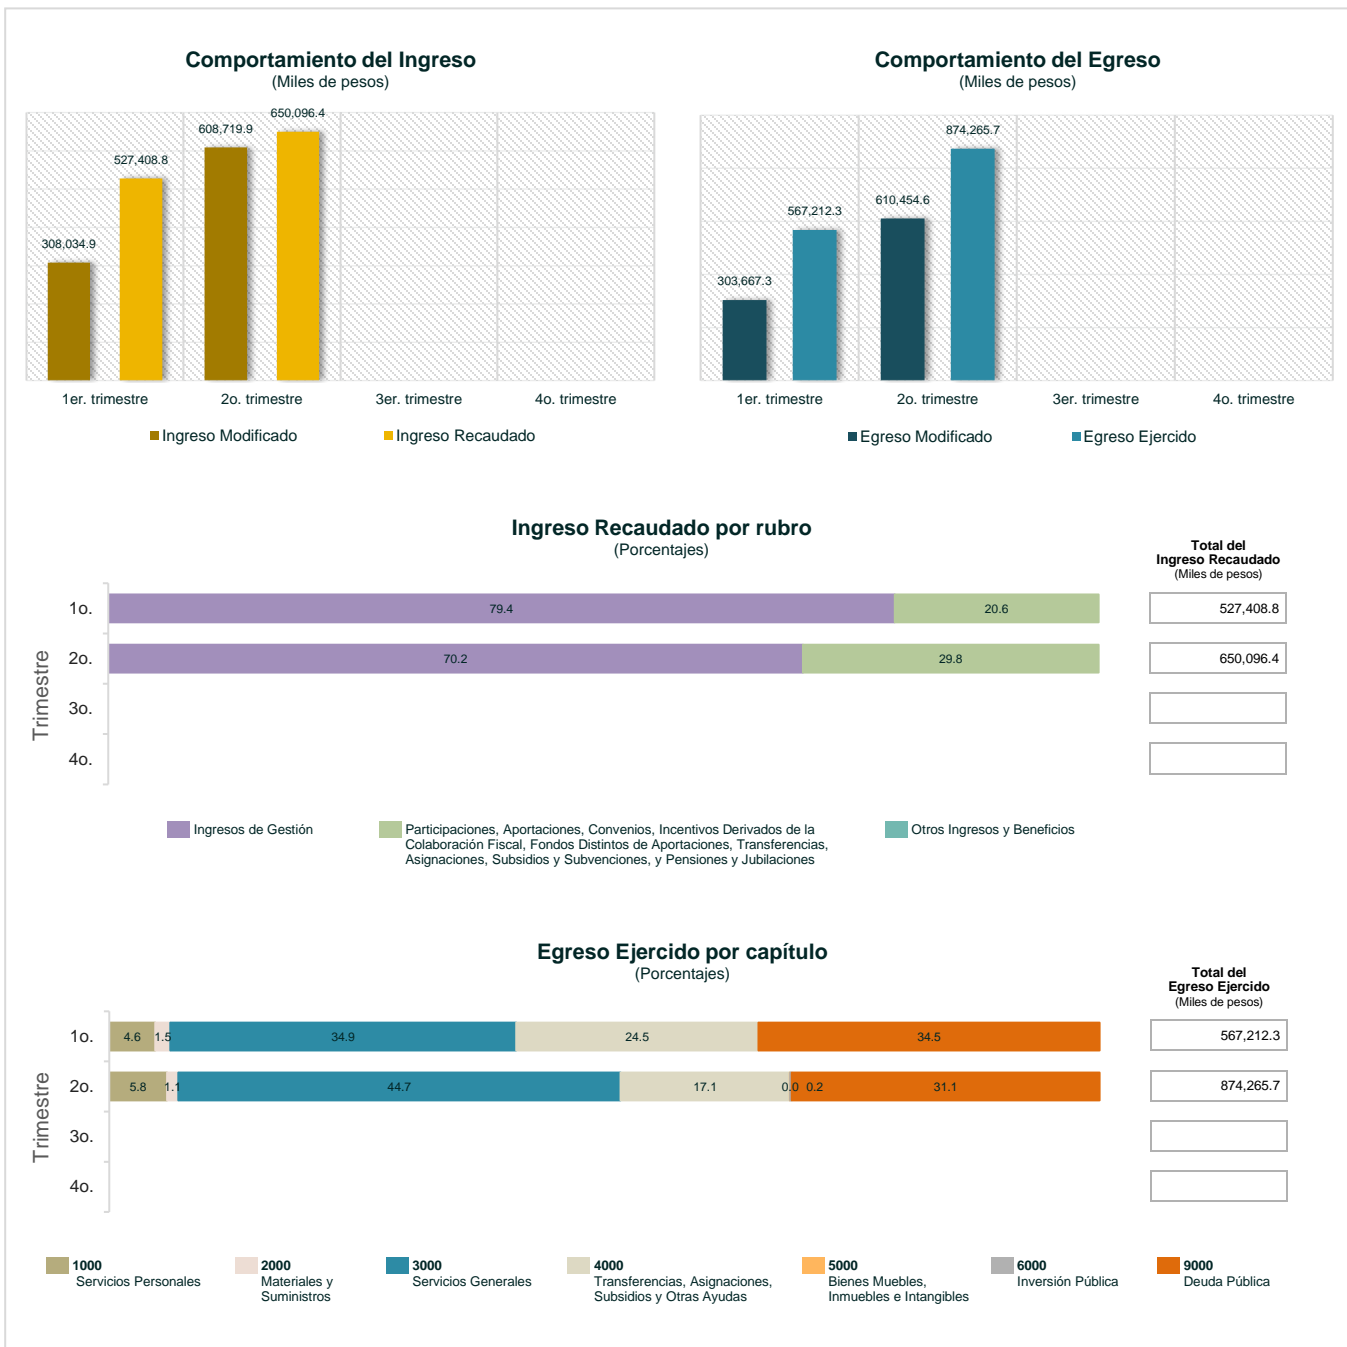 Comportamiento del Ingreso
(Miles de pesos)
650,096.4
608,719.9
527,408.8
308,034.9
1er. trimestre
2o. trimestre
3er. trimestre
4o. trimestre
Ingreso Modificado
Ingreso Recaudado
Comportamiento del Egreso
(Miles de pesos)
874,265.7
610,454.6
567,212.3
303,667.3
1er. trimestre
2o. trimestre
3er. trimestre
4o. trimestre
Egreso Modificado
Egreso Ejercido
Ingreso Recaudado por rubro
(Porcentajes)
Total del
Ingreso Recaudado
(Miles de pesos)
Trimestre
1o.
79.4
20.6
527,408.8
2o.
70.2
29.8
650,096.4
3o.
4o.
Ingresos de Gestión
Participaciones, Aportaciones, Convenios, Incentivos Derivados de la
Colaboración Fiscal, Fondos Distintos de Aportaciones, Transferencias,
Asignaciones, Subsidios y Subvenciones, y Pensiones y Jubilaciones
Otros Ingresos y Beneficios
Egreso Ejercido por capítulo
(Porcentajes)
Total del
Egreso Ejercido
(Miles de pesos)
Trimestre
1o.
4.6
1.5
34.9
24.5
34.5
567,212.3
2o.
5.8
1.1
44.7
17.1
0.0
0.2
31.1
874,265.7
3o.
4o.
1000
Servicios Personales
2000
Materiales y
Suministros
3000
Servicios Generales
4000
Transferencias, Asignaciones,
Subsidios y Otras Ayudas
5000
Bienes Muebles,
Inmuebles e Intangibles
6000
Inversión Pública
9000
Deuda Pública